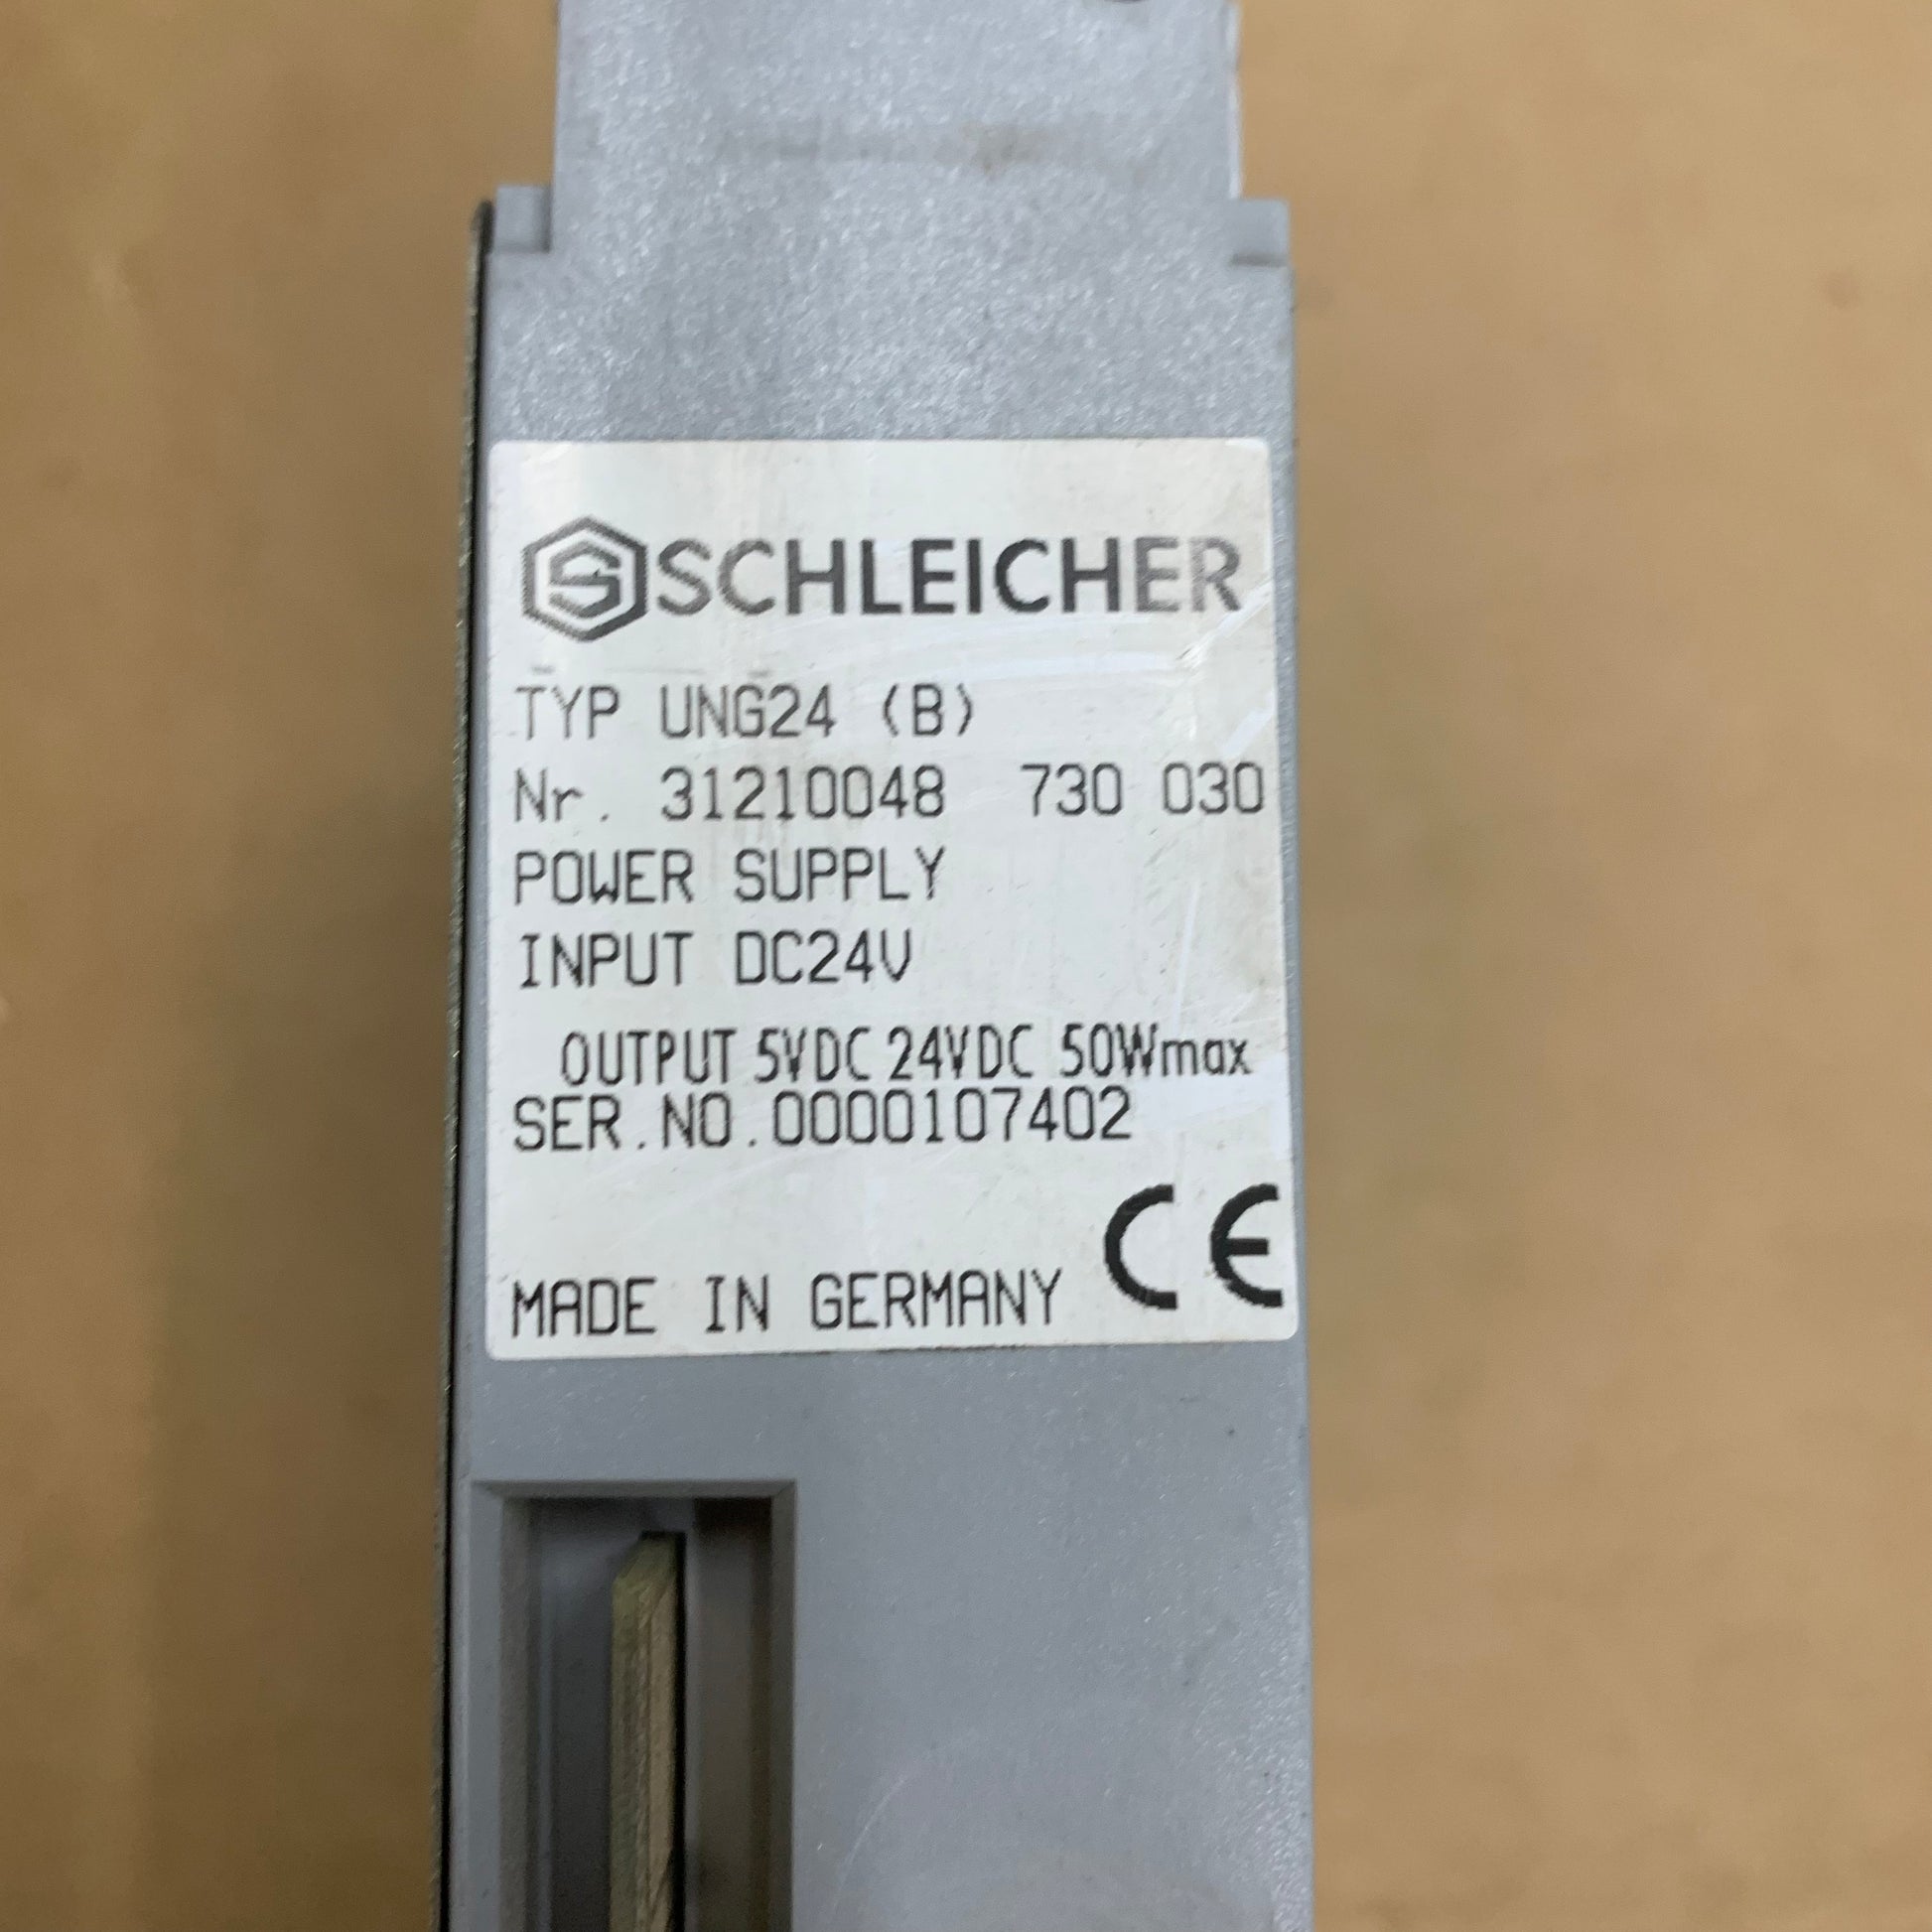 SCHLEICHER
TYP UNG24 (B)
Nr. 31210048 730 030
POWER SUPPLY
INPUT DC24V
OUTPUT 5VDC 24VDC 50Wmax
SER.NO.0000107402
CE
MADE IN GERMANY